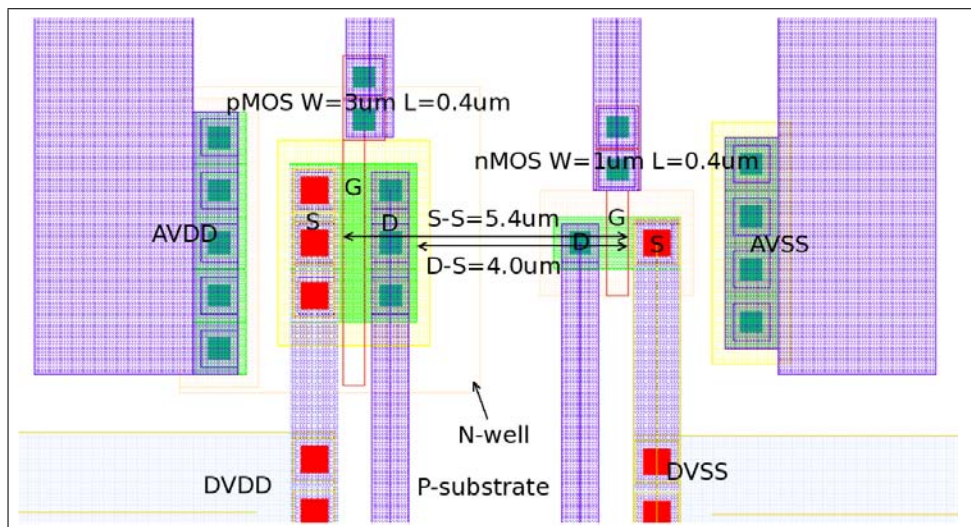 pMOS W=3um L=0.4um
nMOS W=1um L=0.4um
G
S
D
S-S=5.4um
G
AVDD
D
S
AVSS
D-S=4.0um
N-well
DVDD
P-substrate
DVSS